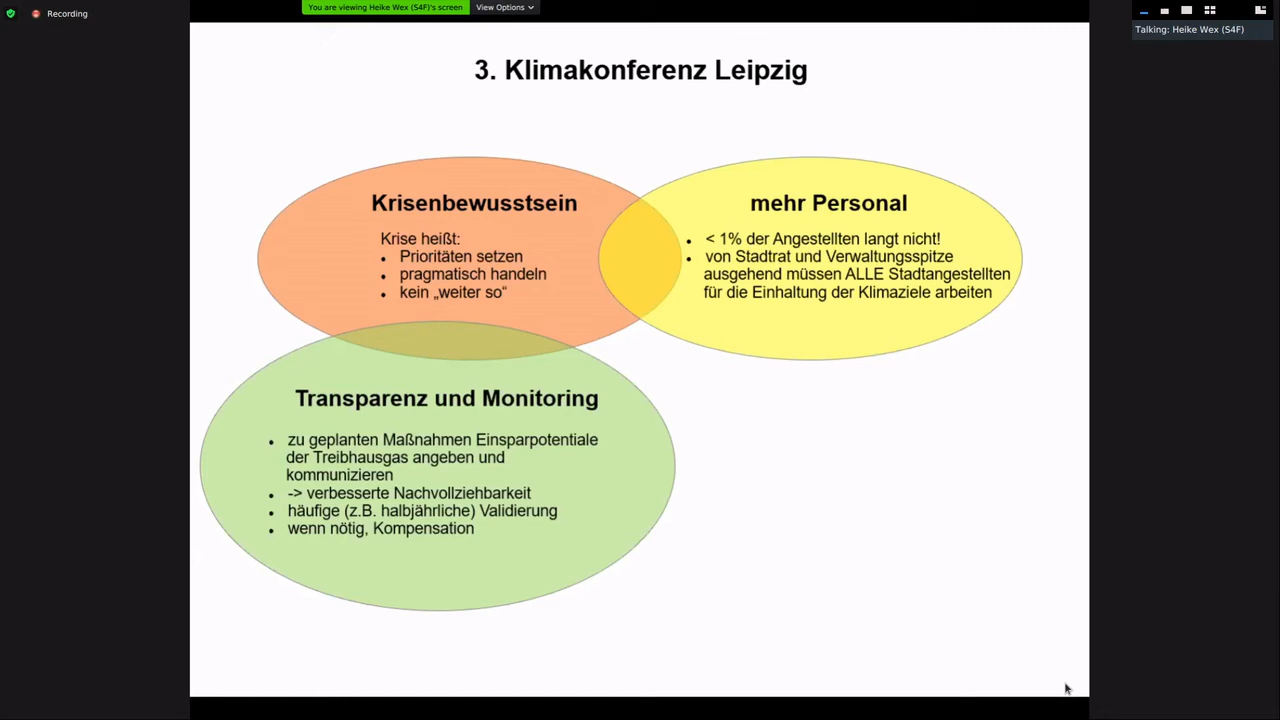 Recording
You are viewing Heike Wex (S4F)'s screen
View Options
Talking: Heike Wex (S4F)
3. Klimakonferenz Leipzig
Krisenbewusstsein
Krise heißt:
• Prioritäten setzen
• pragmatisch handeln
• kein „weiter so“
mehr Personal
• < 1% der Angestellten langt nicht!
• von Stadtrat und Verwaltungsspitze
ausgehend müssen ALLE Stadtangestellten
für die Einhaltung der Klimaziele arbeiten
Transparenz und Monitoring
• zu geplanten Maßnahmen Einsparpotentiale
der Treibhausgas angeben und
kommunizieren
• -> verbesserte Nachvollziehbarkeit
• häufige (z.B. halbjährliche) Validierung
• wenn nötig, Kompensation